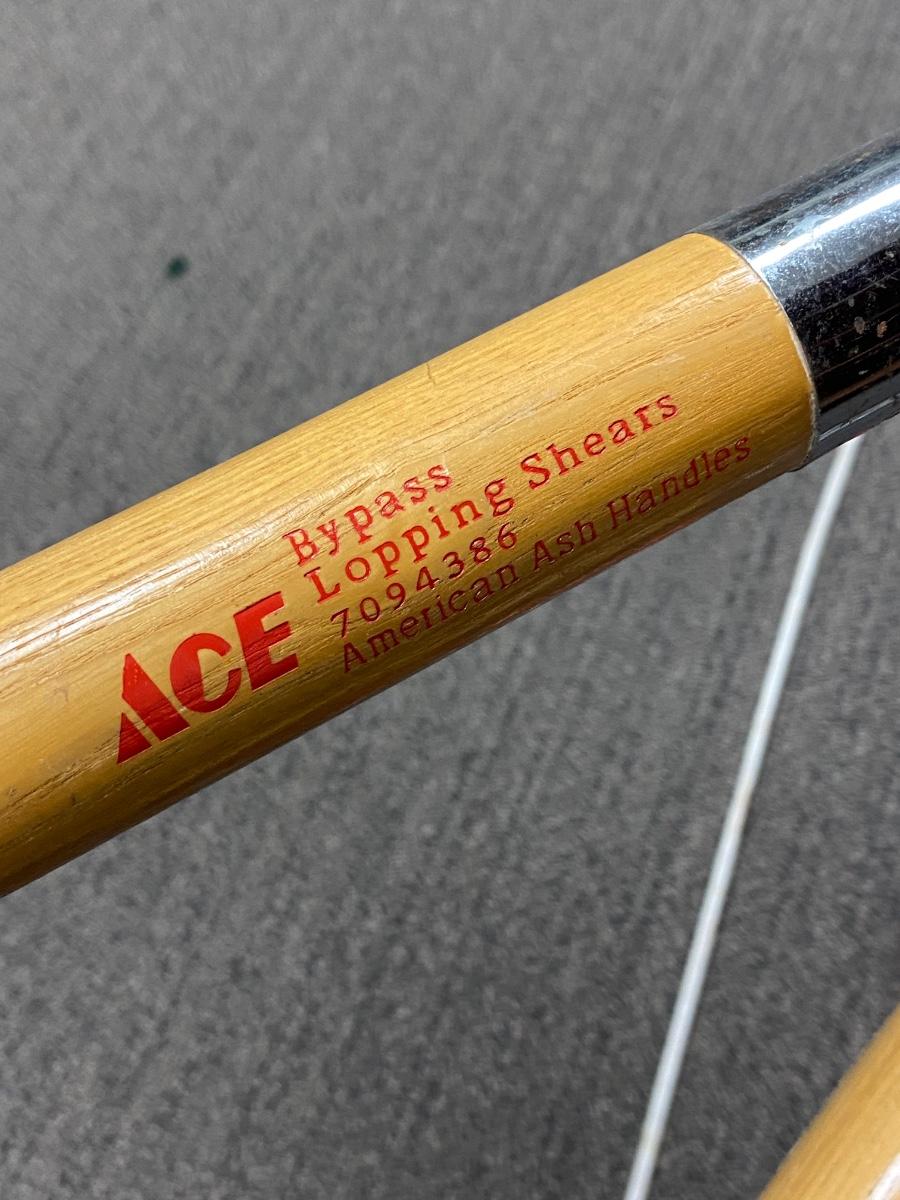 ACE
Bypass
Lopping Shears
7094386
American Ash Handles